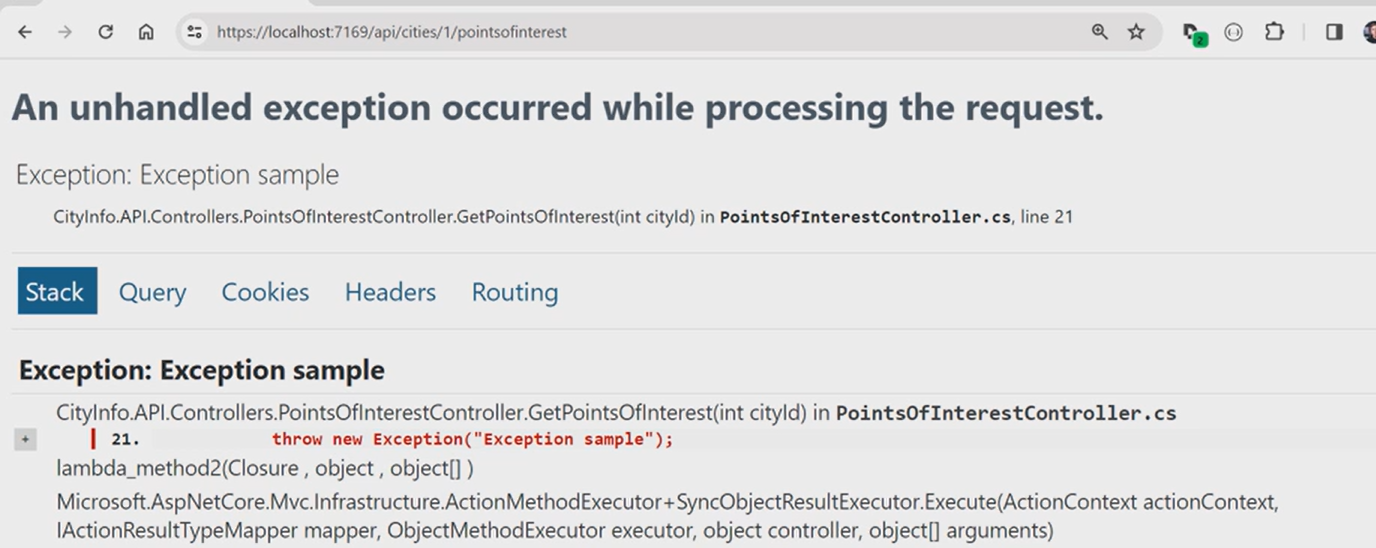 https://localhost:7169/api/cities/1/pointsofinterest
2
An unhandled exception occurred while processing the request.
Exception: Exception sample
CityInfo.API.Controllers.PointsOfInterestController.GetPointsOfInterest(int cityId) in PointsOfInterestController.cs, line 21
Stack Query Cookies Headers Routing
Exception: Exception sample
CityInfo.API.Controllers.PointsOfInterestController.GetPointsOfInterest(int cityId) in PointsOfInterestController.cs
+ 21. throw new Exception("Exception sample");
lambda_method2(Closure , object , object[] )
Microsoft.AspNetCore.Mvc.Infrastructure.ActionMethodExecutor+SyncObjectResultExecutor.Execute(ActionContext actionContext,
IActionResultTypeMapper mapper, ObjectMethodExecutor executor, object controller, object[] arguments)